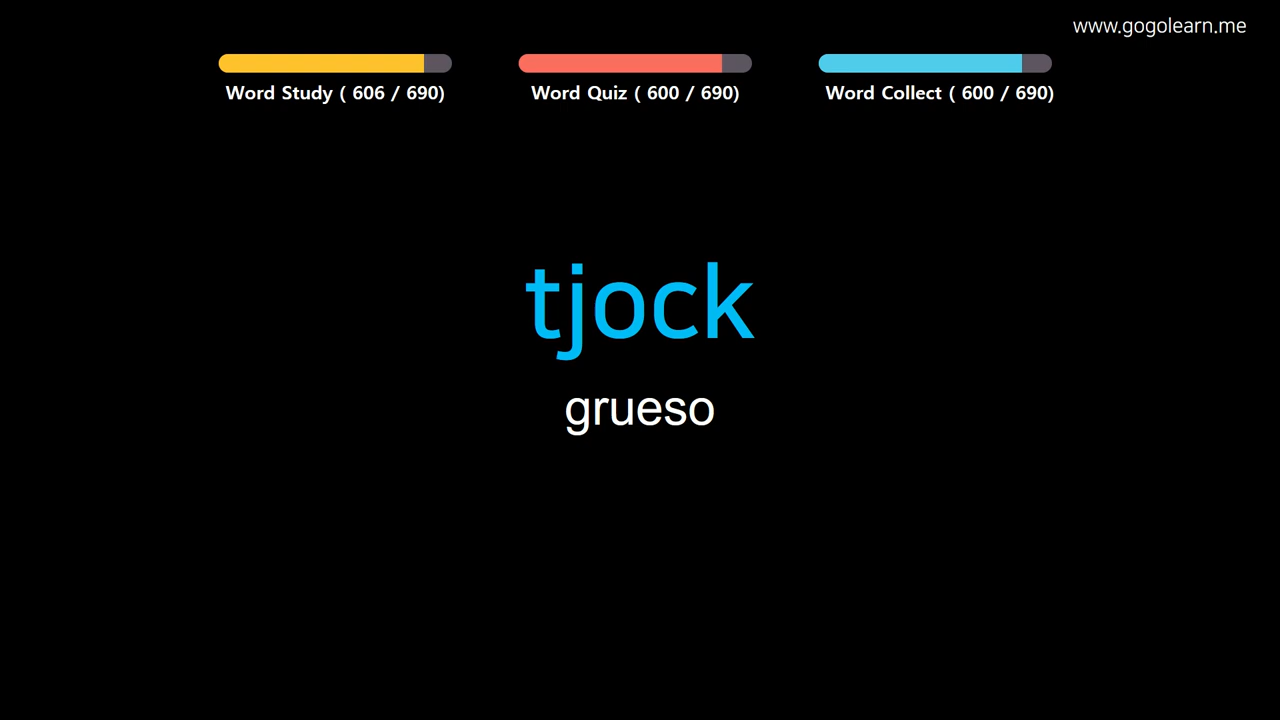 www.gogolearn.me
Word Study ( 606 / 690)
Word Quiz ( 600 / 690)
Word Collect ( 600 / 690)
tjock
grueso